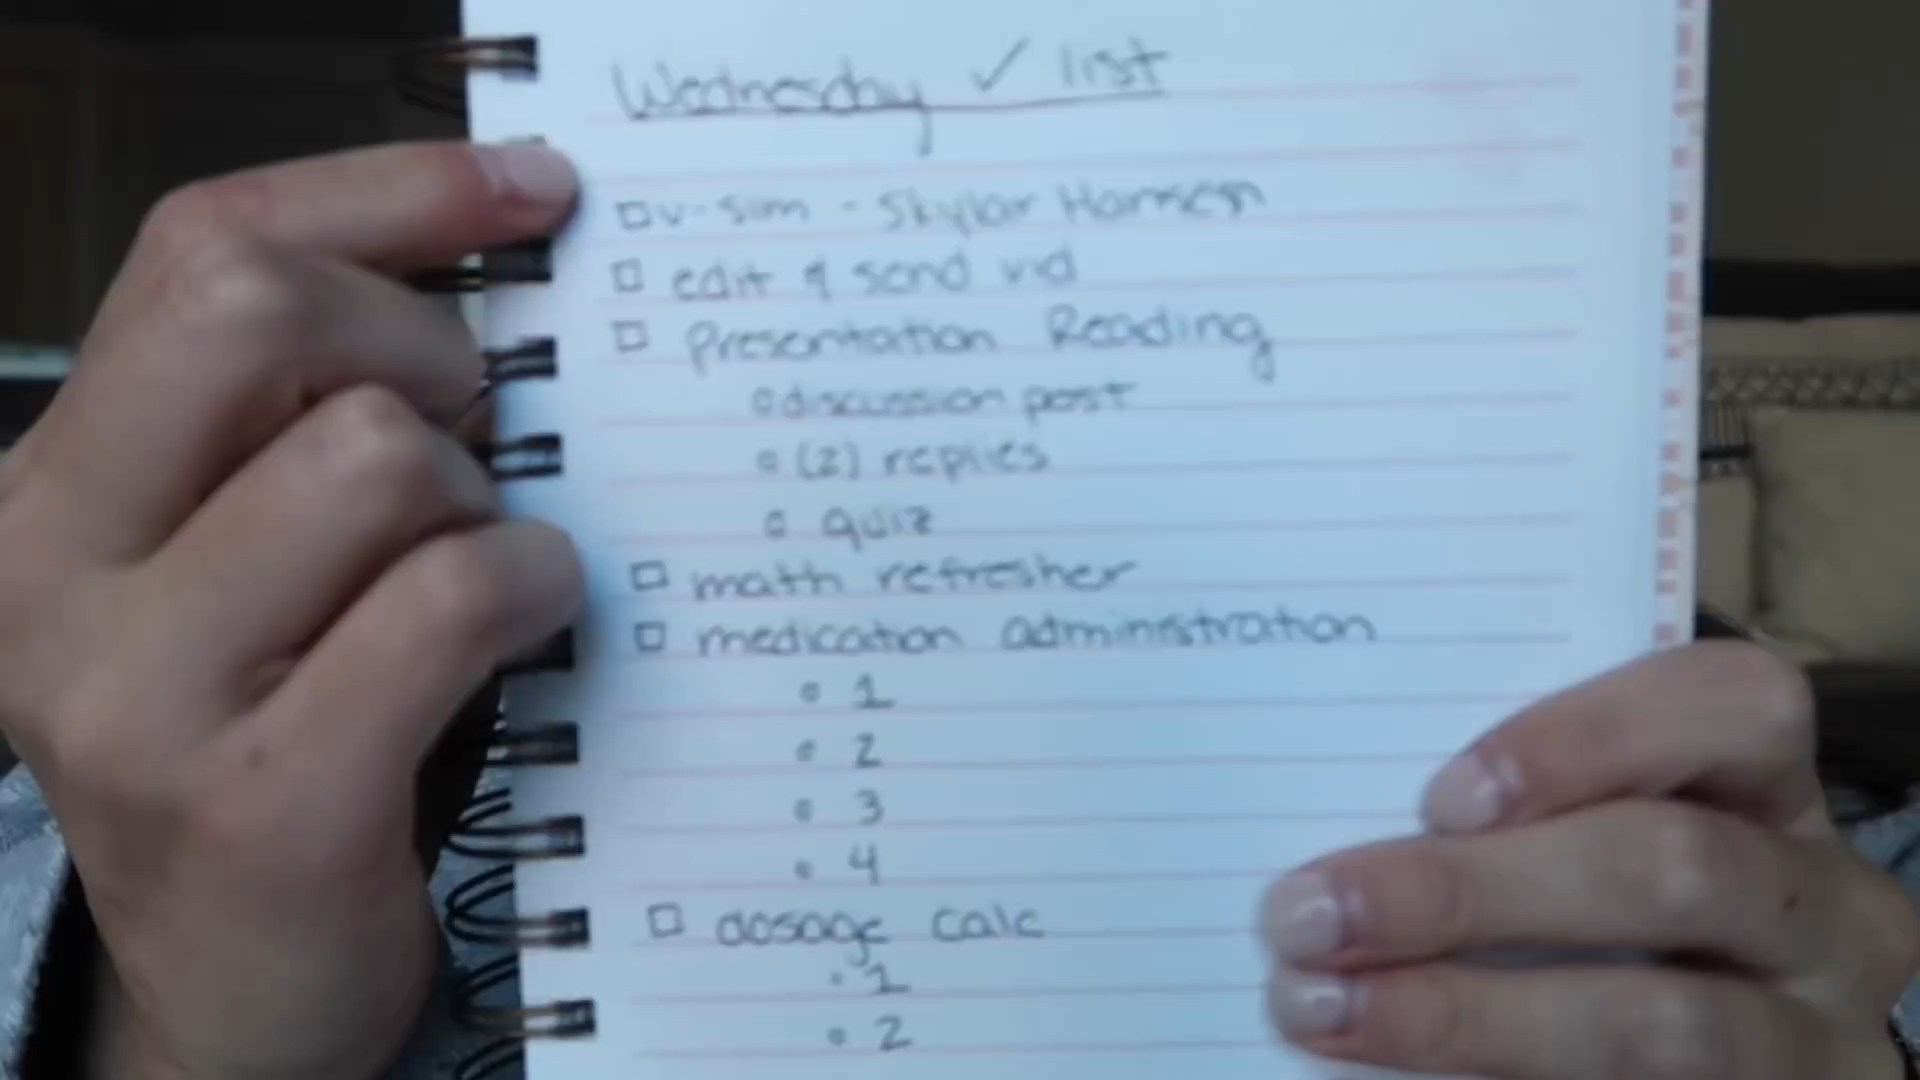 Wednesday ✓ list
□ v-sim - Skylar Hansen
□ edit & send vid
□ Presentation Reading
o discussion post
o (2) replies
o quiz
□ math refresher
□ medication administration
o 1
o 2
o 3
o 4
□ dosage calc
o 1
o 2